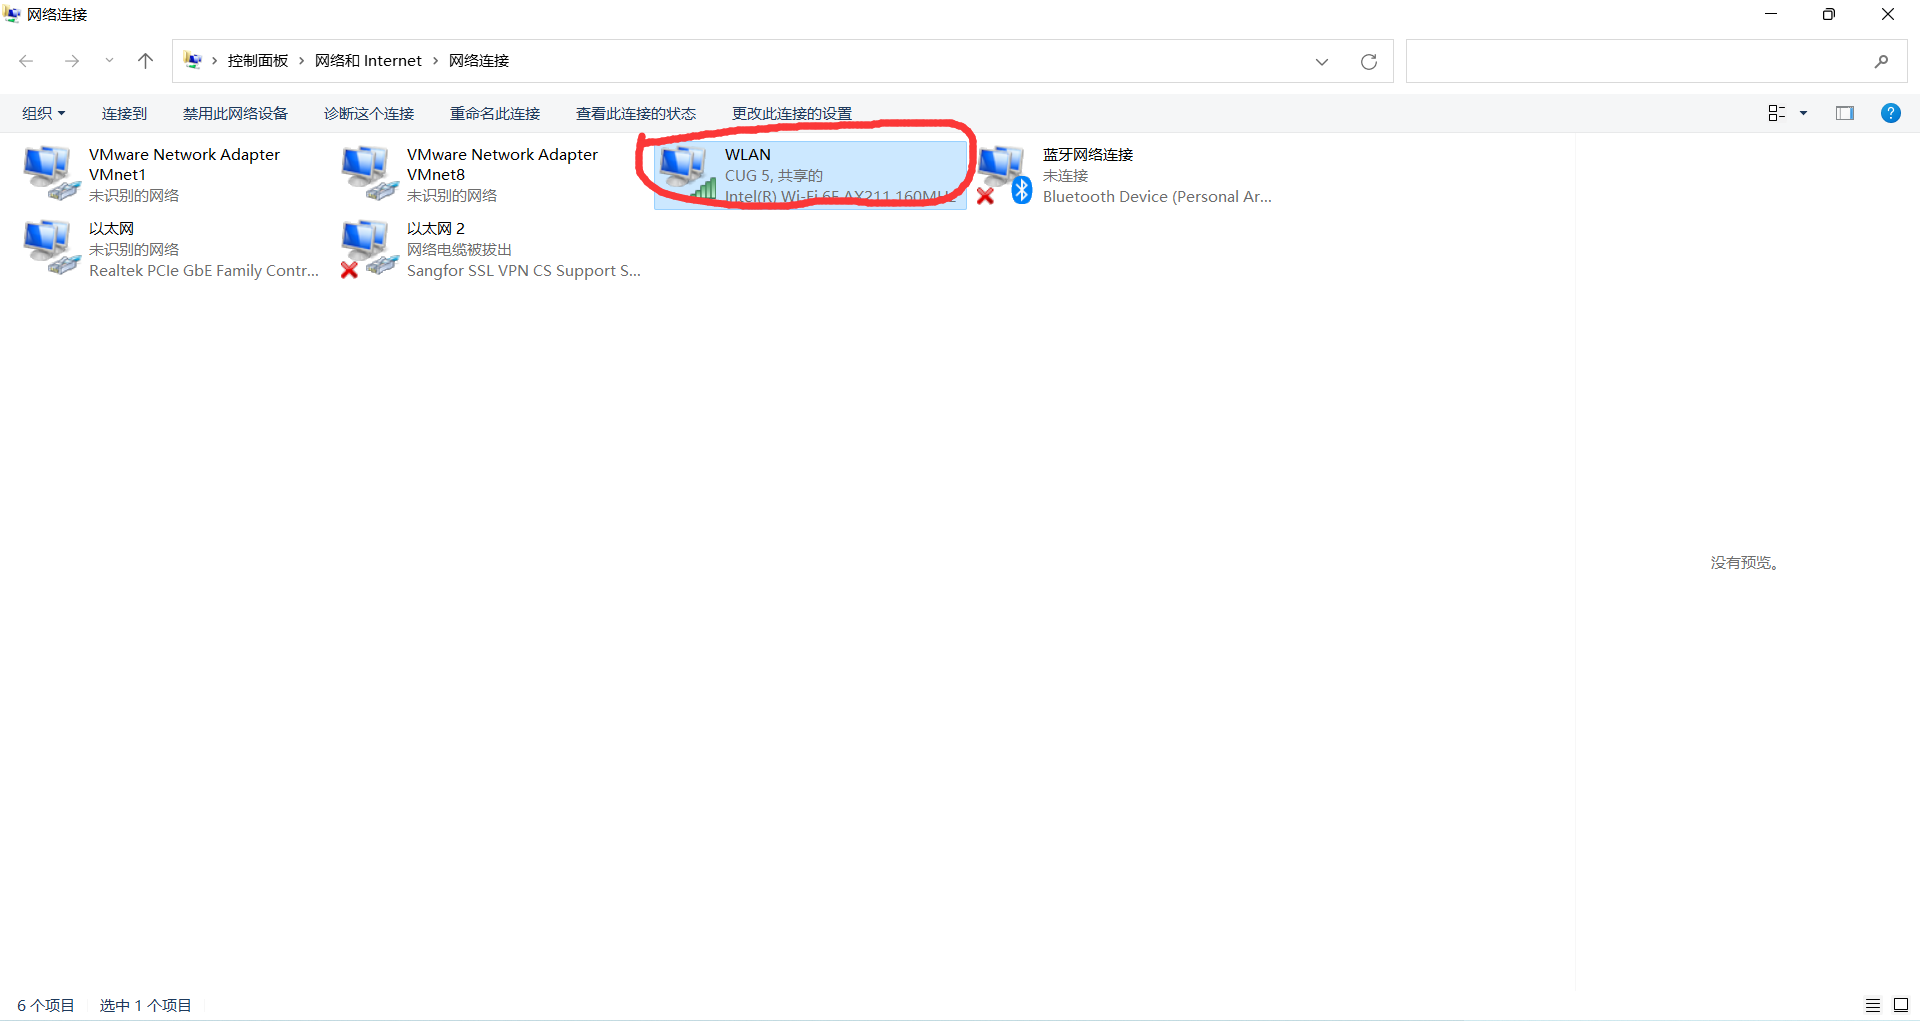 网络连接
控制面板 网络和 Internet 网络连接
组织 连接到 禁用此网络设备 诊断这个连接 重命名此连接 查看此连接的状态 更改此连接的设置
VMware Network Adapter
VMnet1
未识别的网络
VMware Network Adapter
VMnet8
未识别的网络
WLAN
CUG 5, 共享的
Intel(R) Wi-Fi 6E AX211 160MHz
蓝牙网络连接
未连接
Bluetooth Device (Personal Ar...
以太网
未识别的网络
Realtek PCIe GbE Family Contr...
以太网 2
网络电缆被拔出
Sangfor SSL VPN CS Support S...
没有预览。
6 个项目 选中 1 个项目